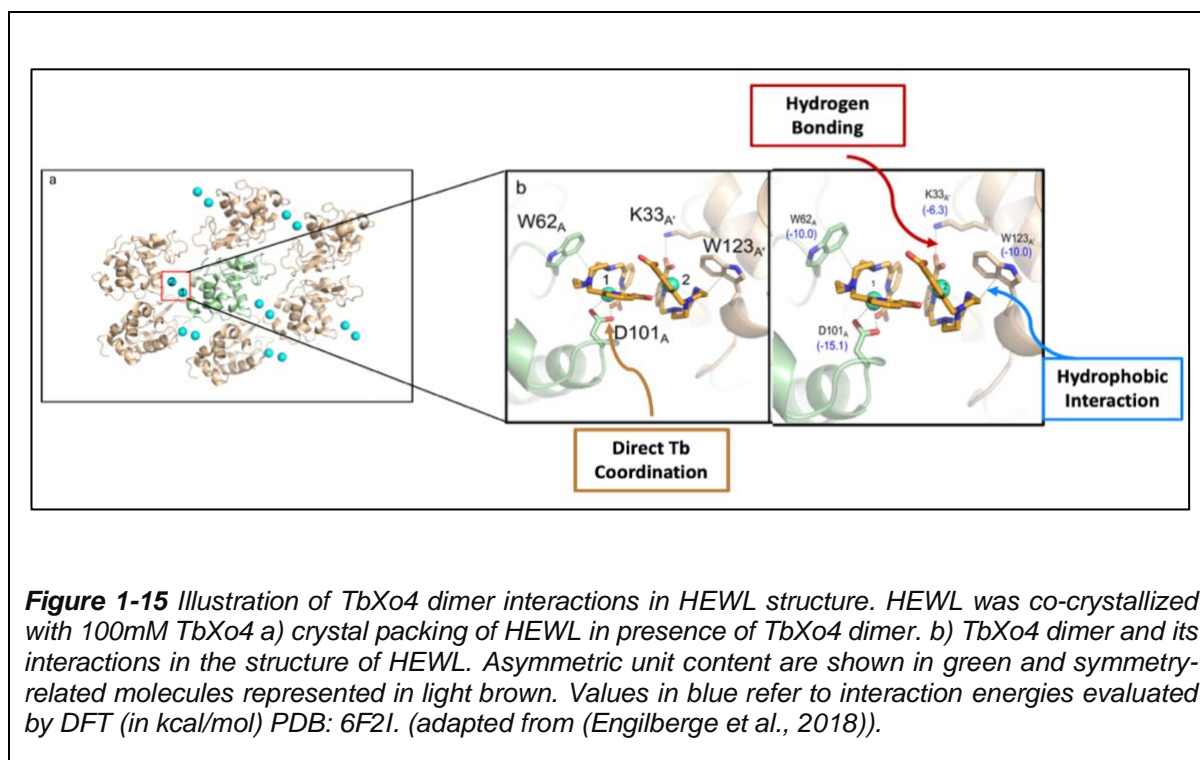 Hydrogen
Bonding
a
b
W62A
K33A'
W123A'
1
2
D101A
Direct Tb
Coordination
W62A
(-10.0)
K33A'
(-6.3)
W123A'
(-10.0)
1
D101A
(-15.1)
Hydrophobic
Interaction
Figure 1-15 Illustration of TbXo4 dimer interactions in HEWL structure. HEWL was co-crystallized
with 100mM TbXo4 a) crystal packing of HEWL in presence of TbXo4 dimer. b) TbXo4 dimer and its
interactions in the structure of HEWL. Asymmetric unit content are shown in green and symmetry-
related molecules represented in light brown. Values in blue refer to interaction energies evaluated
by DFT (in kcal/mol) PDB: 6F2I. (adapted from (Engilberge et al., 2018)).